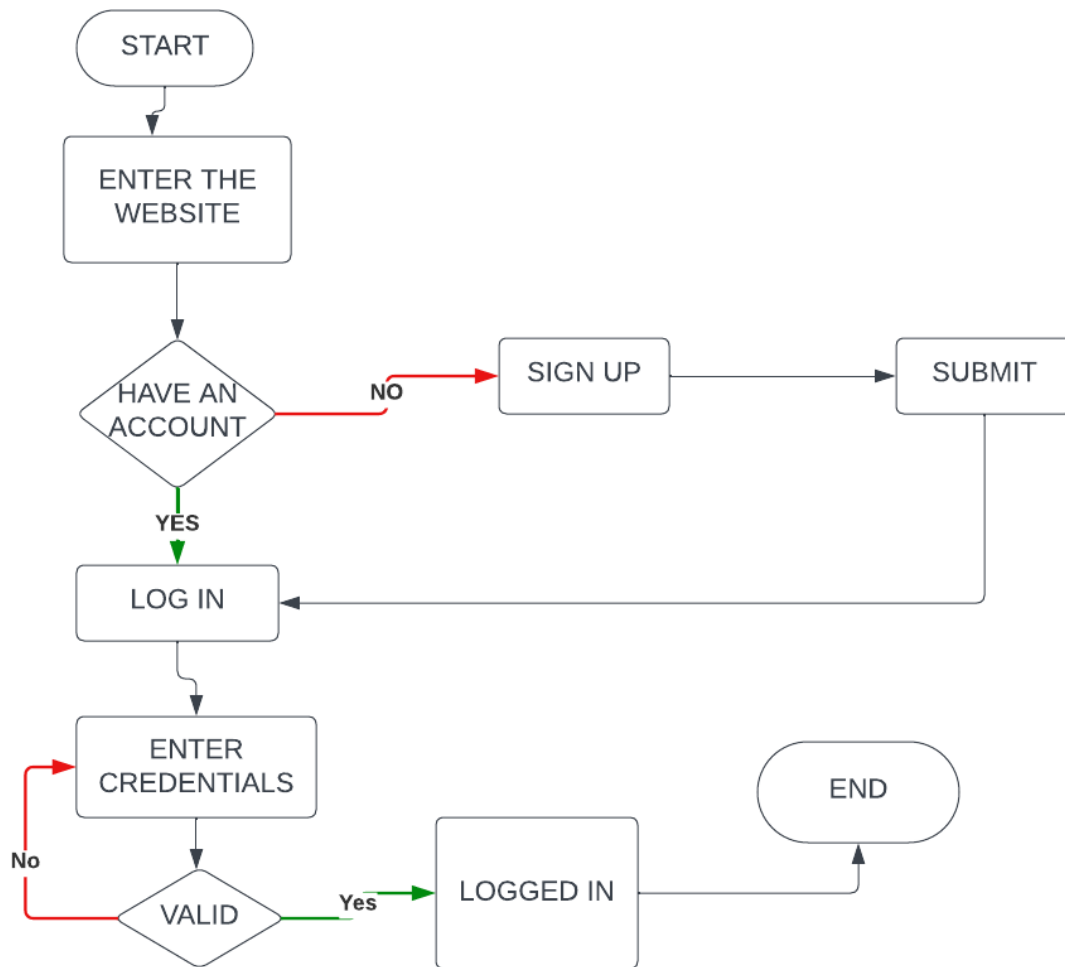 START
ENTER THE
WEBSITE
HAVE AN
ACCOUNT
NO
SIGN UP
SUBMIT
YES
LOG IN
ENTER
CREDENTIALS
No
VALID
Yes
LOGGED IN
END